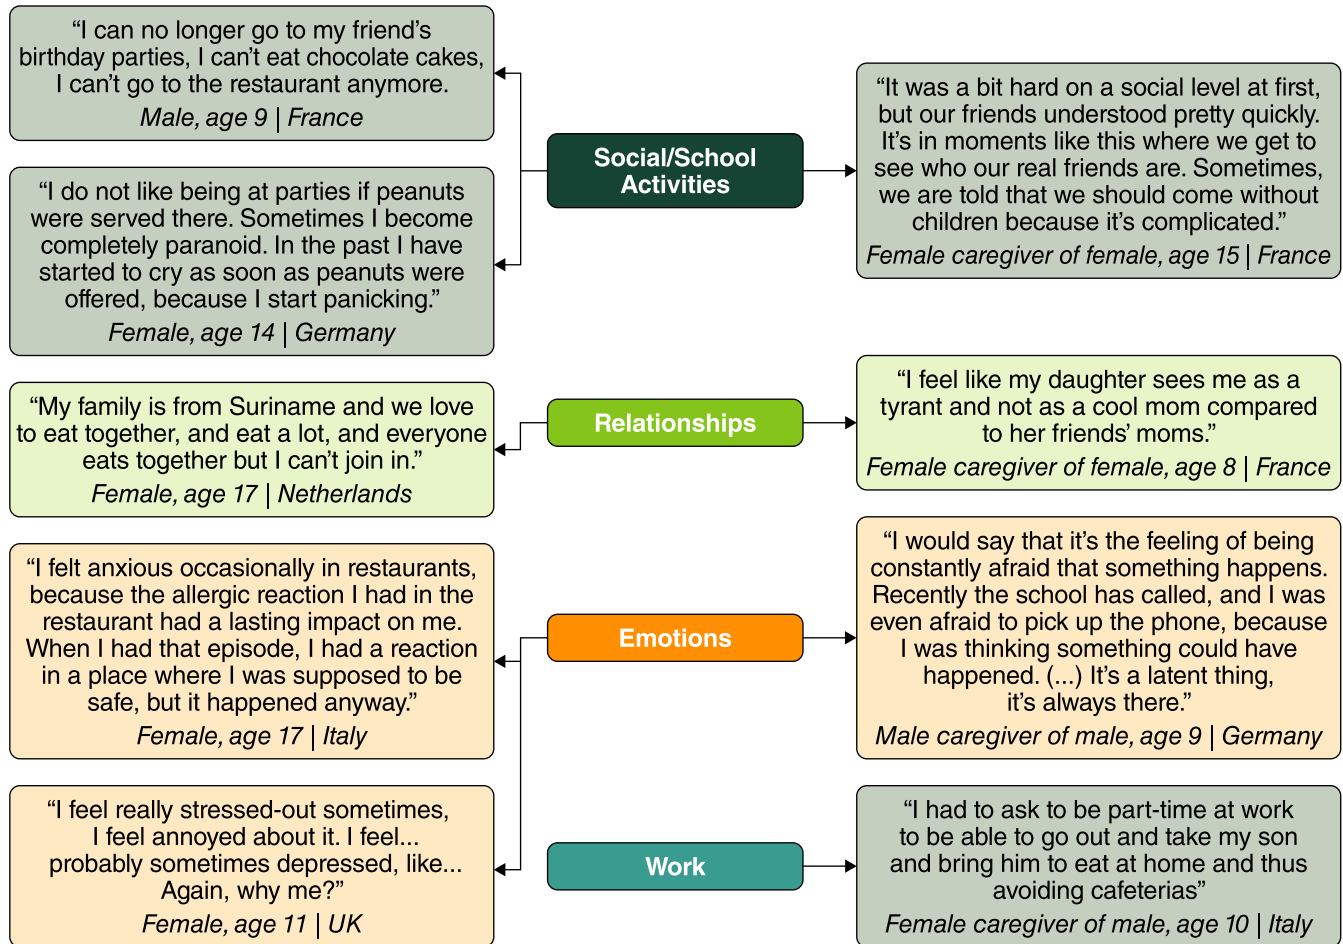 “I can no longer go to my friend’s
birthday parties, I can’t eat chocolate cakes,
I can’t go to the restaurant anymore.
Male, age 9 | France
“I do not like being at parties if peanuts
were served there. Sometimes I become
completely paranoid. In the past I have
started to cry as soon as peanuts were
offered, because I start panicking.”
Female, age 14 | Germany
Social/School
Activities
“It was a bit hard on a social level at first,
but our friends understood pretty quickly.
It’s in moments like this where we get to
see who our real friends are. Sometimes,
we are told that we should come without
children because it’s complicated.”
Female caregiver of female, age 15 | France
“My family is from Suriname and we love
to eat together, and eat a lot, and everyone
eats together but I can’t join in.”
Female, age 17 | Netherlands
Relationships
“I feel like my daughter sees me as a
tyrant and not as a cool mom compared
to her friends’ moms.”
Female caregiver of female, age 8 | France
“I felt anxious occasionally in restaurants,
because the allergic reaction I had in the
restaurant had a lasting impact on me.
When I had that episode, I had a reaction
in a place where I was supposed to be
safe, but it happened anyway.”
Female, age 17 | Italy
“I feel really stressed-out sometimes,
I feel annoyed about it. I feel...
probably sometimes depressed, like...
Again, why me?”
Female, age 11 | UK
Emotions
“I would say that it’s the feeling of being
constantly afraid that something happens.
Recently the school has called, and I was
even afraid to pick up the phone, because
I was thinking something could have
happened. (...) It’s a latent thing,
it’s always there.”
Male caregiver of male, age 9 | Germany
Work
“I had to ask to be part-time at work
to be able to go out and take my son
and bring him to eat at home and thus
avoiding cafeterias”
Female caregiver of male, age 10 | Italy